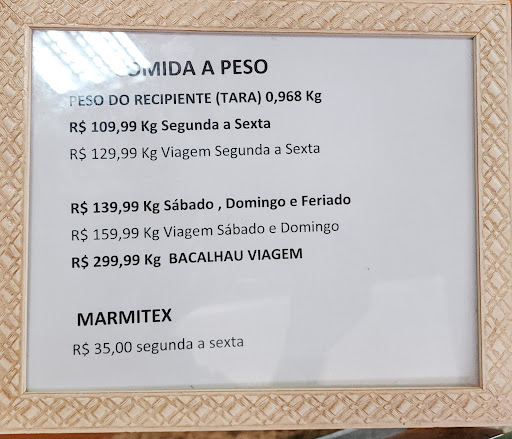 OMIDA A PESO
PESO DO RECIPIENTE (TARA) 0,968 Kg
R$ 109,99 Kg Segunda a Sexta
R$ 129,99 Kg Viagem Segunda a Sexta
R$ 139,99 Kg Sábado , Domingo e Feriado
R$ 159,99 Kg Viagem Sábado e Domingo
R$ 299,99 Kg BACALHAU VIAGEM
MARMITEX
R$ 35,00 segunda a sexta